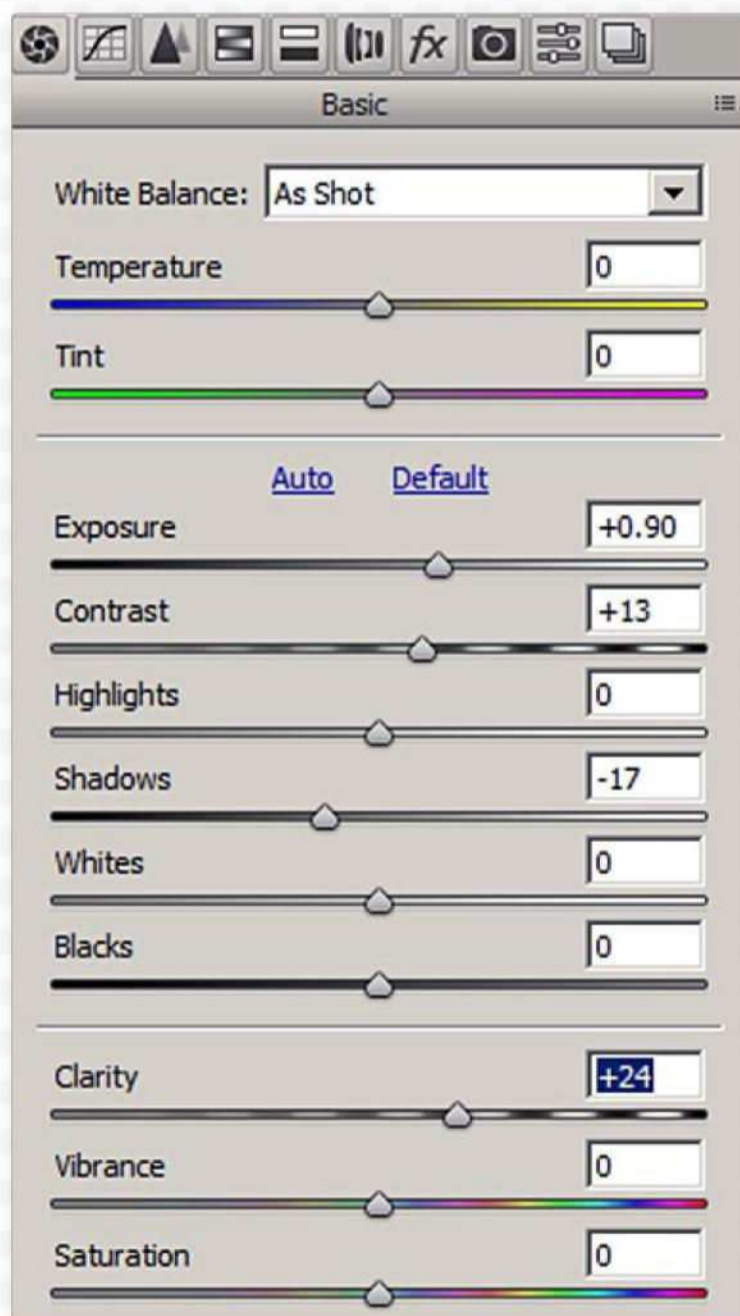 fx
Basic
White Balance: As Shot
Temperature 0
Tint 0
Auto Default
Exposure +0.90
Contrast +13
Highlights 0
Shadows -17
Whites 0
Blacks 0
Clarity +24
Vibrance 0
Saturation 0